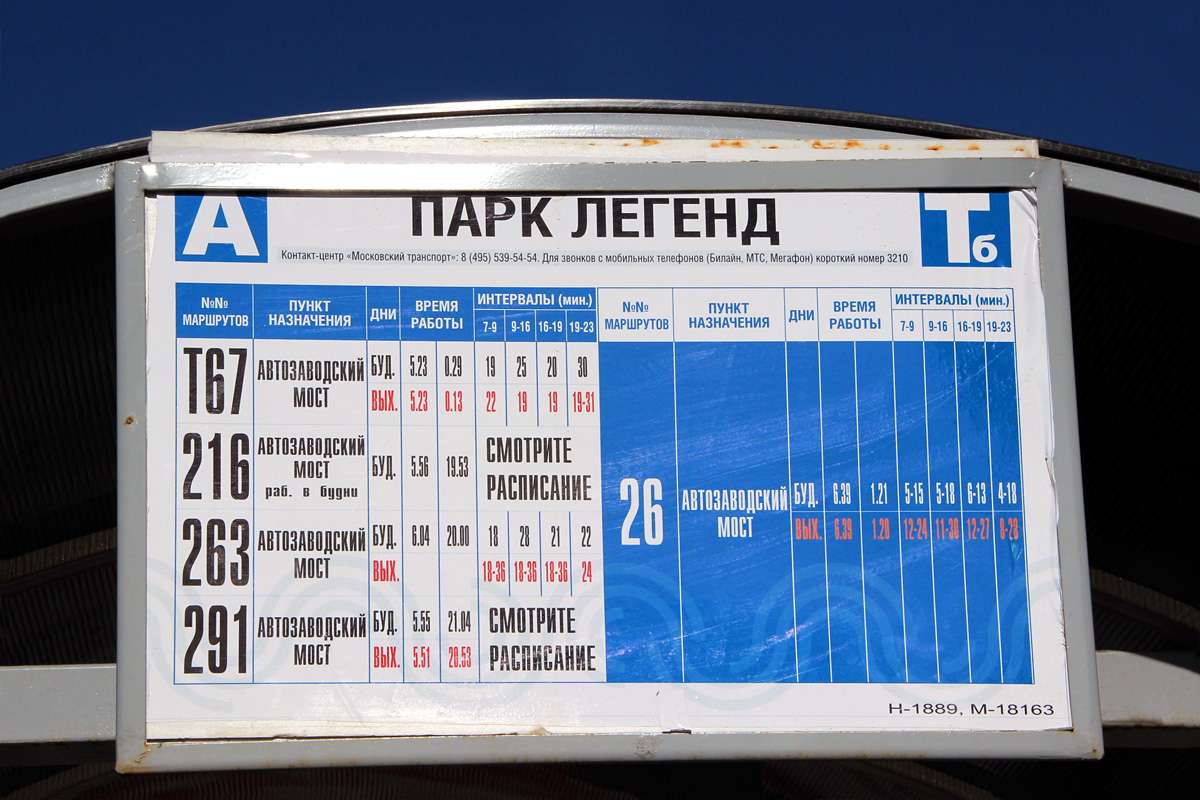 А ПАРК ЛЕГЕНД Тб
Контакт-центр «Московский транспорт»: 8 (495) 539-54-54. Для звонков с мобильных телефонов (Билайн, МТС, Мегафон) короткий номер 3210
№№ МАРШРУТОВ ПУНКТ НАЗНАЧЕНИЯ ДНИ ВРЕМЯ РАБОТЫ ИНТЕРВАЛЫ (мин.)
7-9 9-16 16-19 19-23
Т67 АВТОЗАВОДСКИЙ МОСТ БУД. 5.23 0.29 19 25 20 30
ВЫХ. 5.23 0.13 22 19 19 19-31
216 АВТОЗАВОДСКИЙ МОСТ раб. в будни БУД. 5.56 19.53 СМОТРИТЕ РАСПИСАНИЕ
263 АВТОЗАВОДСКИЙ МОСТ БУД. 6.04 20.00 18 28 21 22
ВЫХ. 18-36 18-36 18-36 24
291 АВТОЗАВОДСКИЙ МОСТ БУД. 5.55 21.04 СМОТРИТЕ РАСПИСАНИЕ
ВЫХ. 5.51 20.53
№№ МАРШРУТОВ ПУНКТ НАЗНАЧЕНИЯ ДНИ ВРЕМЯ РАБОТЫ ИНТЕРВАЛЫ (мин.)
7-9 9-16 16-19 19-23
26 АВТОЗАВОДСКИЙ МОСТ БУД. 6.39 1.21 5-15 5-18 6-13 4-18
ВЫХ. 6.39 1.20 12-24 11-30 12-27 8-28
Н-1889, М-18163